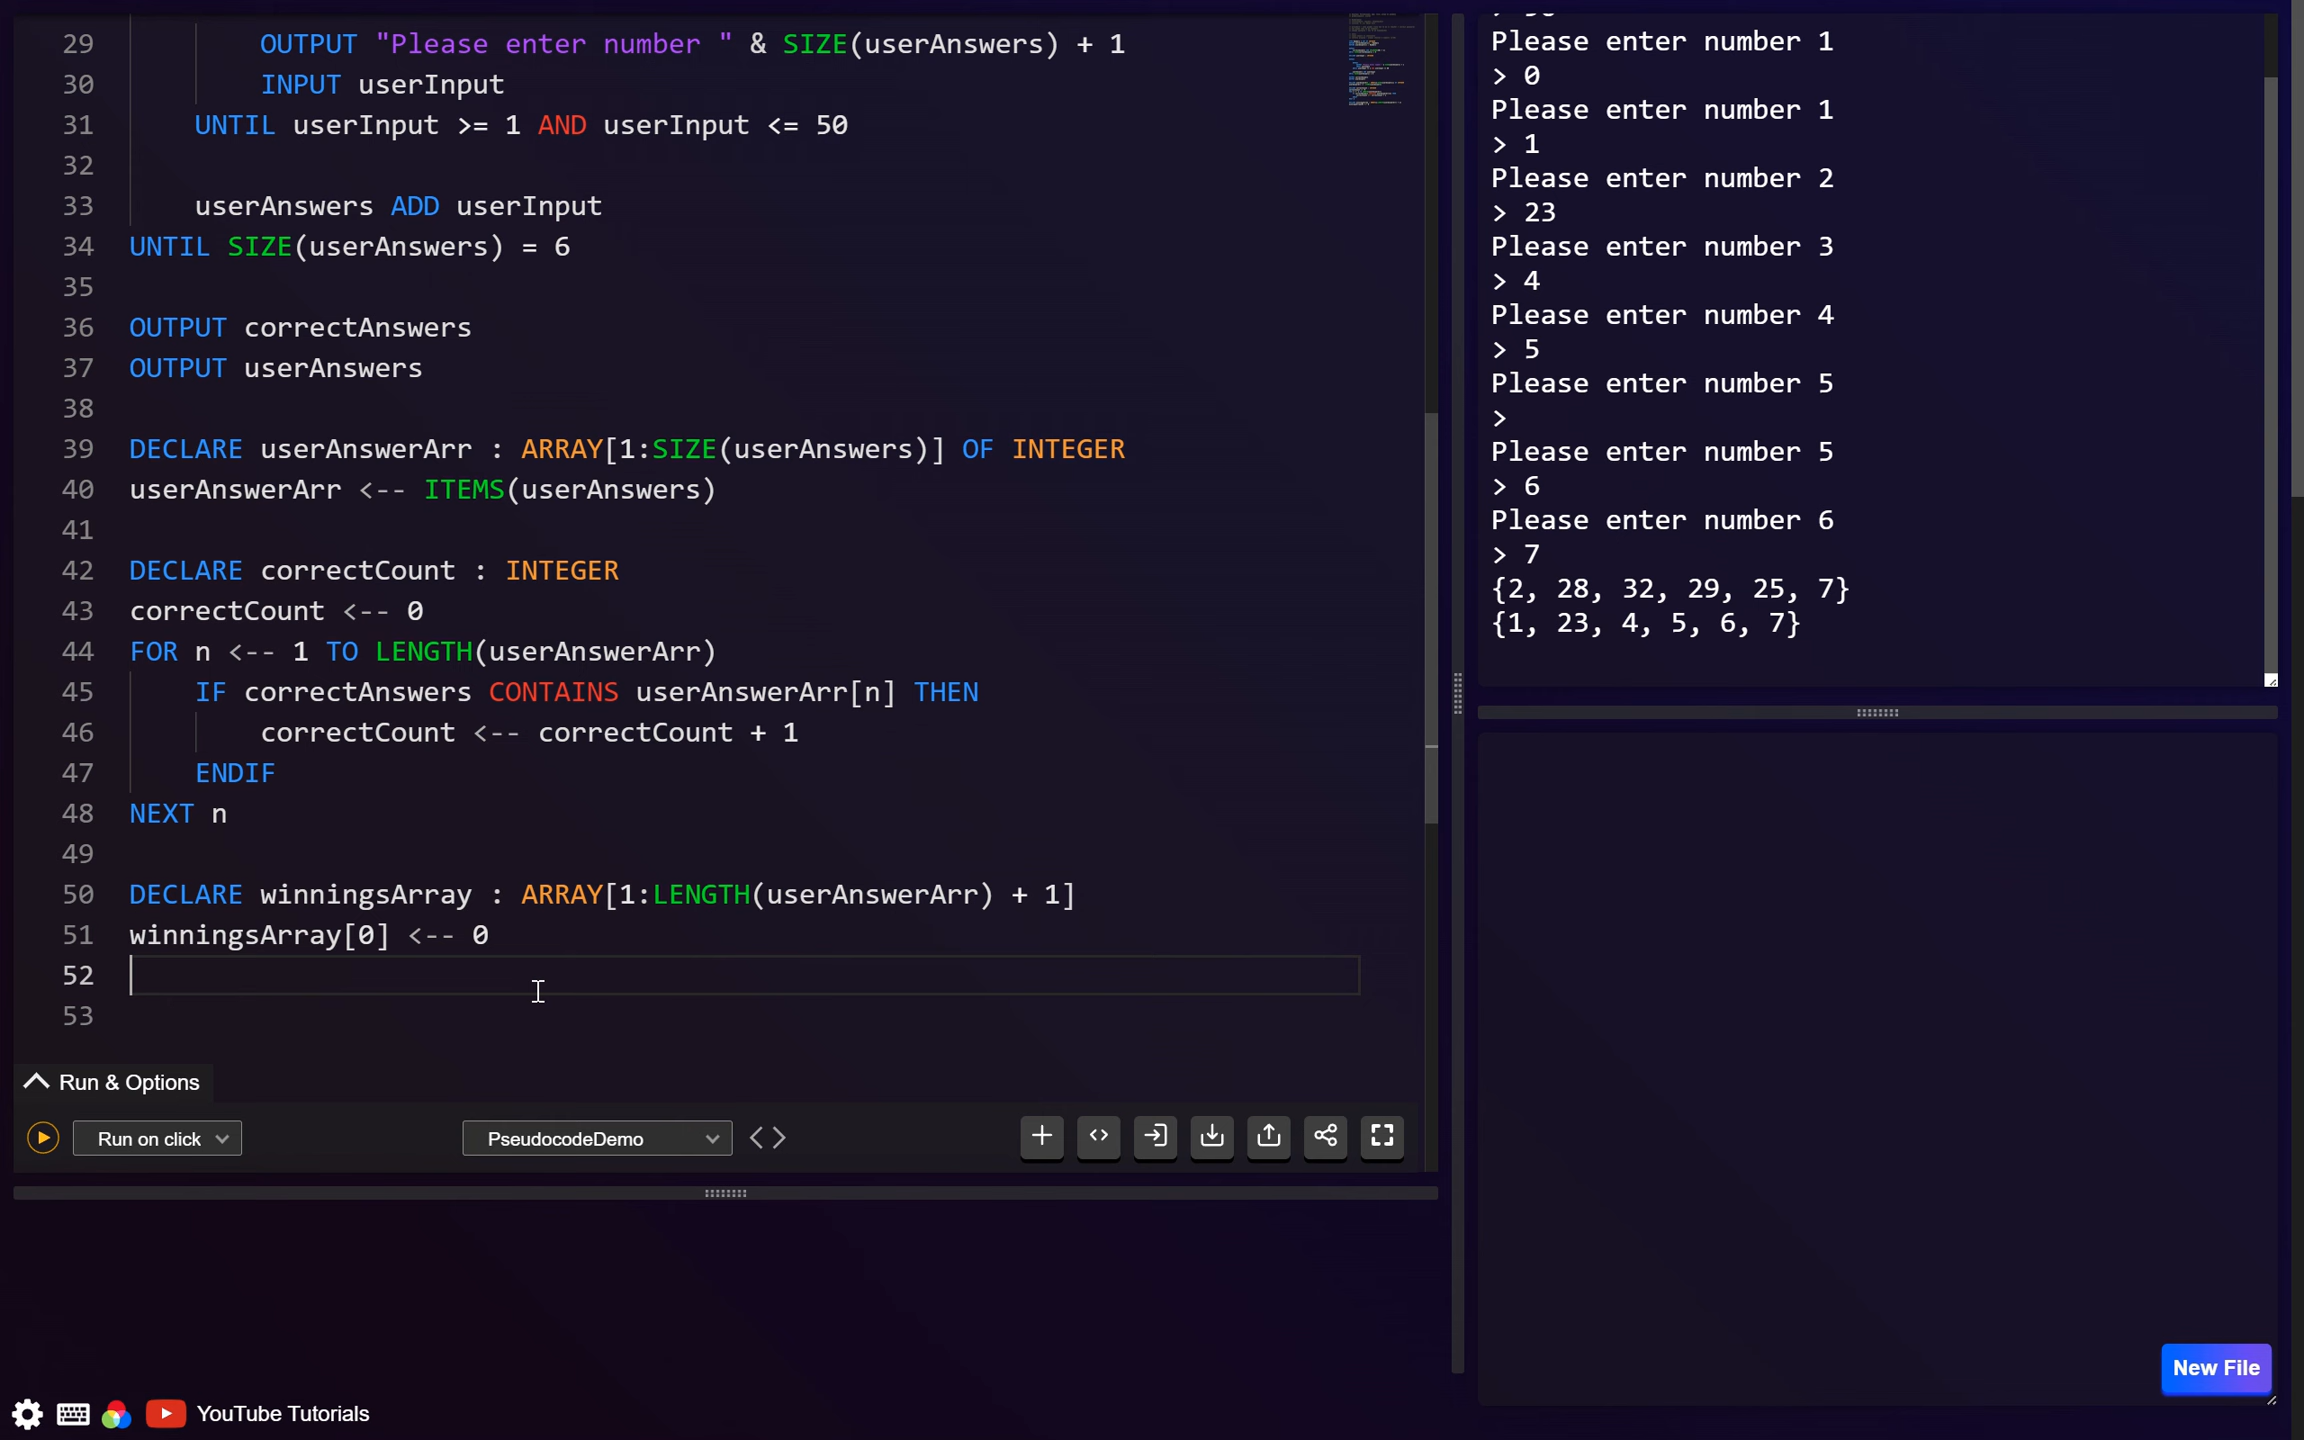 29 OUTPUT "Please enter number " & SIZE(userAnswers) + 1
30 INPUT userInput
31 UNTIL userInput >= 1 AND userInput <= 50
32
33 userAnswers ADD userInput
34 UNTIL SIZE(userAnswers) = 6
35
36 OUTPUT correctAnswers
37 OUTPUT userAnswers
38
39 DECLARE userAnswerArr : ARRAY[1:SIZE(userAnswers)] OF INTEGER
40 userAnswerArr <-- ITEMS(userAnswers)
41
42 DECLARE correctCount : INTEGER
43 correctCount <-- 0
44 FOR n <-- 1 TO LENGTH(userAnswerArr)
45 IF correctAnswers CONTAINS userAnswerArr[n] THEN
46 correctCount <-- correctCount + 1
47 ENDIF
48 NEXT n
49
50 DECLARE winningsArray : ARRAY[1:LENGTH(userAnswerArr) + 1]
51 winningsArray[0] <-- 0
52
53
Run & Options
Run on click
PseudocodeDemo
YouTube Tutorials
Please enter number 1
> 0
Please enter number 1
> 1
Please enter number 2
> 23
Please enter number 3
> 4
Please enter number 4
> 5
Please enter number 5
>
Please enter number 5
> 6
Please enter number 6
> 7
{2, 28, 32, 29, 25, 7}
{1, 23, 4, 5, 6, 7}
New File